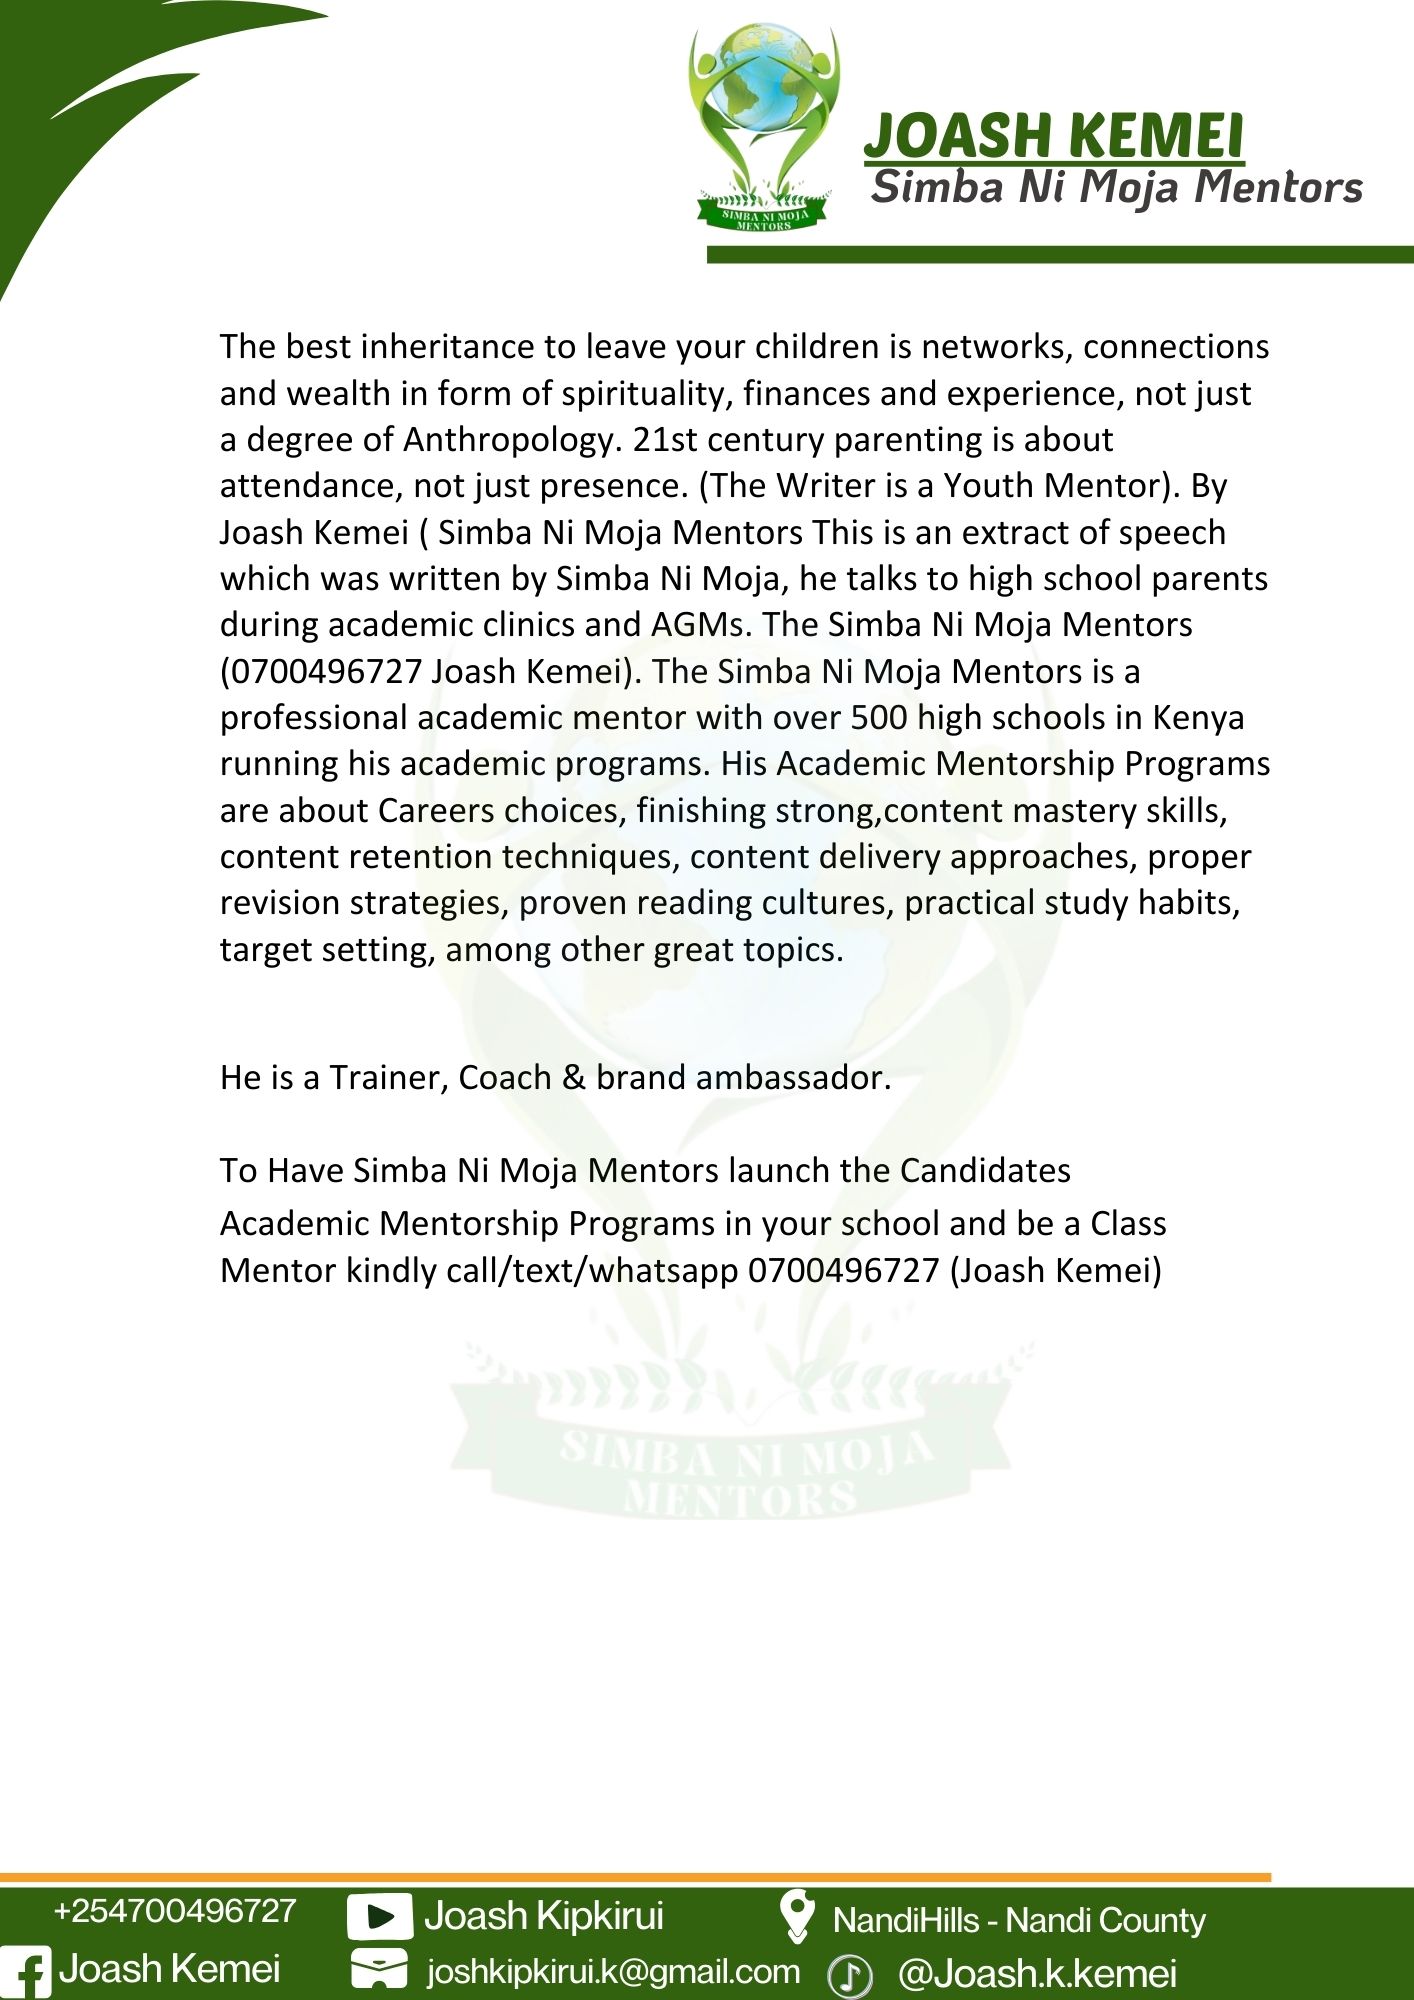 SIMBA NI MOJA
MENTORS
JOASH KEMEI
Simba Ni Moja Mentors
The best inheritance to leave your children is networks, connections
and wealth in form of spirituality, finances and experience, not just
a degree of Anthropology. 21st century parenting is about
attendance, not just presence. (The Writer is a Youth Mentor). By
Joash Kemei ( Simba Ni Moja Mentors This is an extract of speech
which was written by Simba Ni Moja, he talks to high school parents
during academic clinics and AGMs. The Simba Ni Moja Mentors
(0700496727 Joash Kemei). The Simba Ni Moja Mentors is a
professional academic mentor with over 500 high schools in Kenya
running his academic programs. His Academic Mentorship Programs
are about Careers choices, finishing strong,content mastery skills,
content retention techniques, content delivery approaches, proper
revision strategies, proven reading cultures, practical study habits,
target setting, among other great topics.
He is a Trainer, Coach & brand ambassador.
To Have Simba Ni Moja Mentors launch the Candidates
Academic Mentorship Programs in your school and be a Class
Mentor kindly call/text/whatsapp 0700496727 (Joash Kemei)
SIMBA NI MOJA
MENTORS
+254700496727
Joash Kipkirui
NandiHills - Nandi County
Joash Kemei
joshkipkirui.k@gmail.com
@Joash.k.kemei